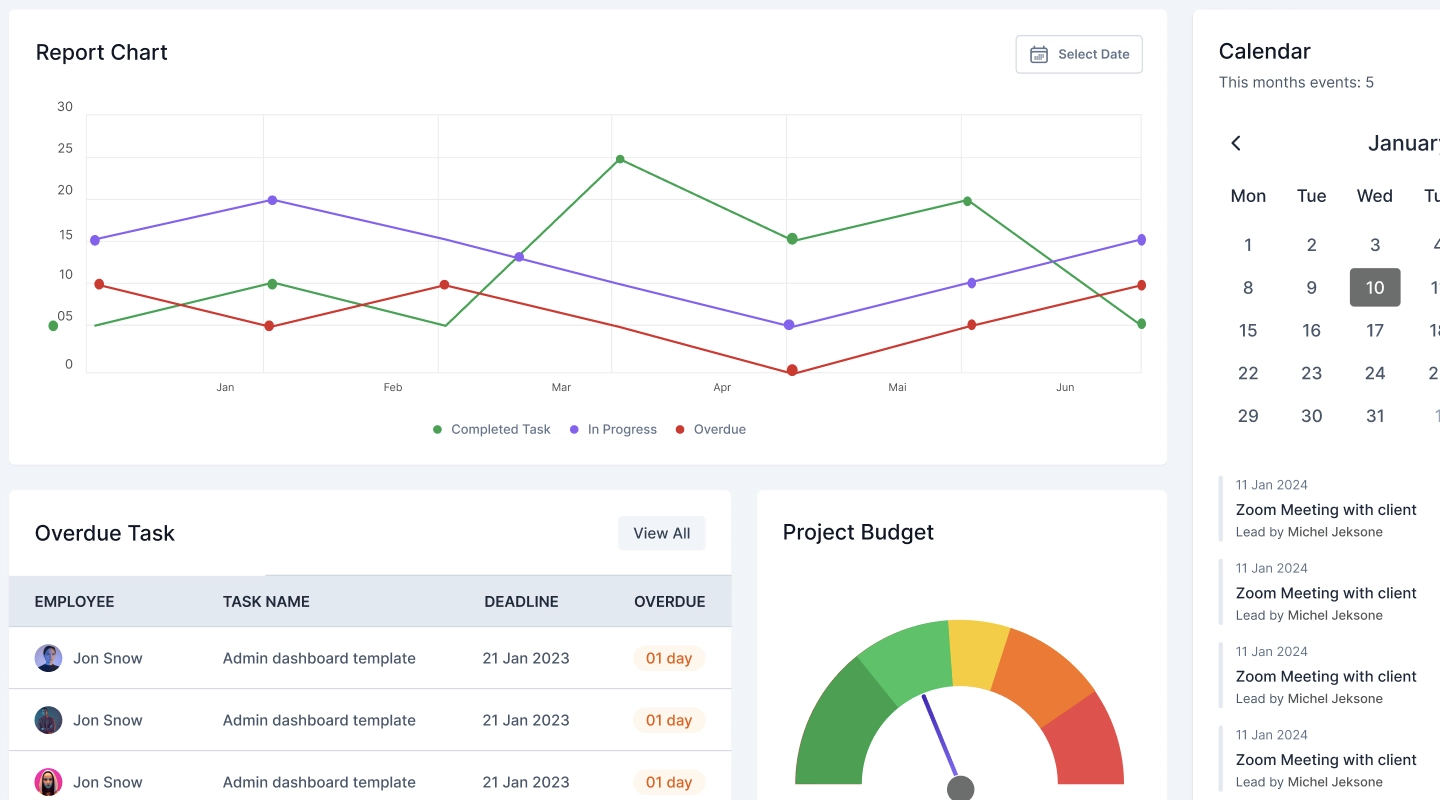 Report Chart
Select Date
30
25
20
15
10
05
0
Jan Feb Mar Apr Mai Jun
Completed Task In Progress Overdue
Overdue Task
View All
EMPLOYEE TASK NAME DEADLINE OVERDUE
Jon Snow Admin dashboard template 21 Jan 2023 01 day
Jon Snow Admin dashboard template 21 Jan 2023 01 day
Jon Snow Admin dashboard template 21 Jan 2023 01 day
Project Budget
Calendar
This months events: 5
January
Mon Tue Wed Tu
1 2 3
8 9 10
15 16 17
22 23 24
29 30 31
11 Jan 2024
Zoom Meeting with client
Lead by Michel Jeksone
11 Jan 2024
Zoom Meeting with client
Lead by Michel Jeksone
11 Jan 2024
Zoom Meeting with client
Lead by Michel Jeksone
11 Jan 2024
Zoom Meeting with client
Lead by Michel Jeksone